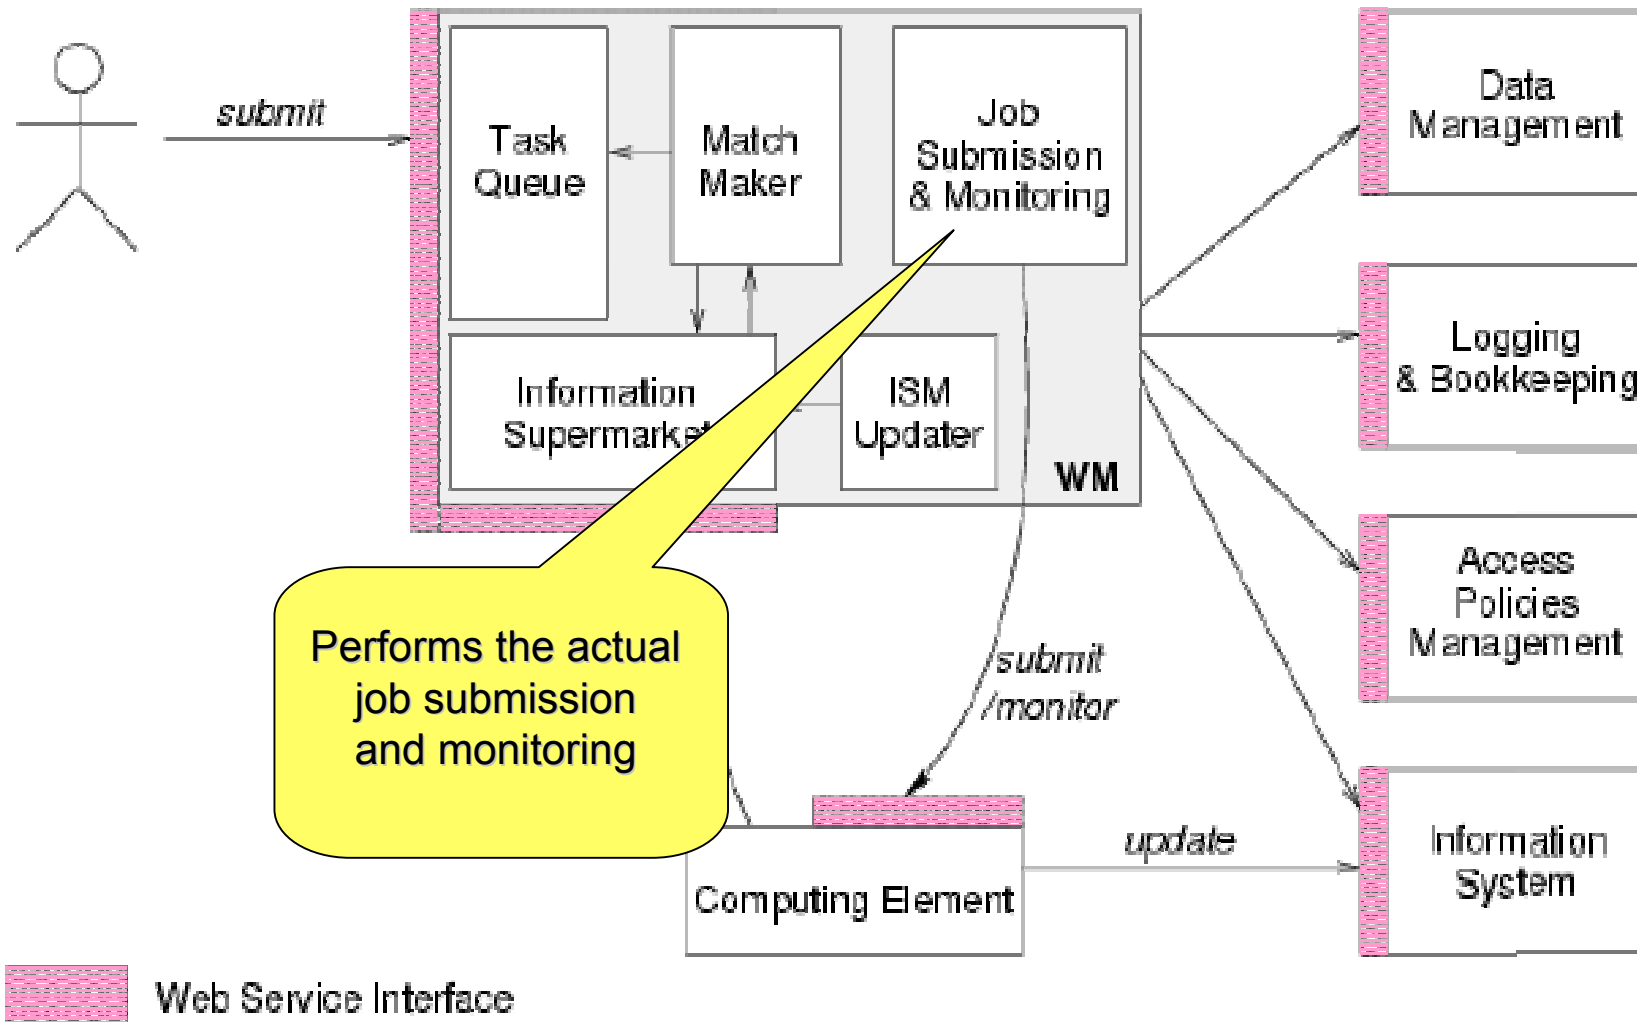 submit
Task
Queue
Match
Maker
Job
Submission
& Monitoring
Information
Supermarket
ISM
Updater
WM
Data
Management
Logging
& Bookkeeping
Access
Policies
Management
Performs the actual
job submission
and monitoring
submit
/monitor
update
Computing Element
Information
System
Web Service Interface